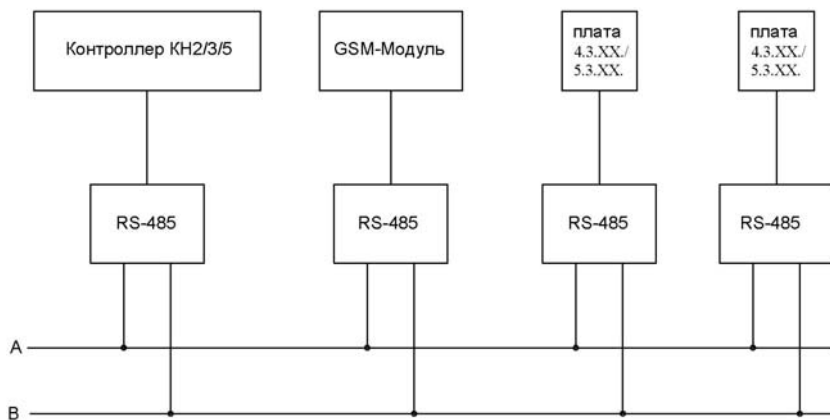 Контроллер КН2/3/5
GSM-Модуль
плата
4.3.XX./
5.3.XX.
плата
4.3.XX./
5.3.XX.
RS-485
RS-485
RS-485
RS-485
A
B